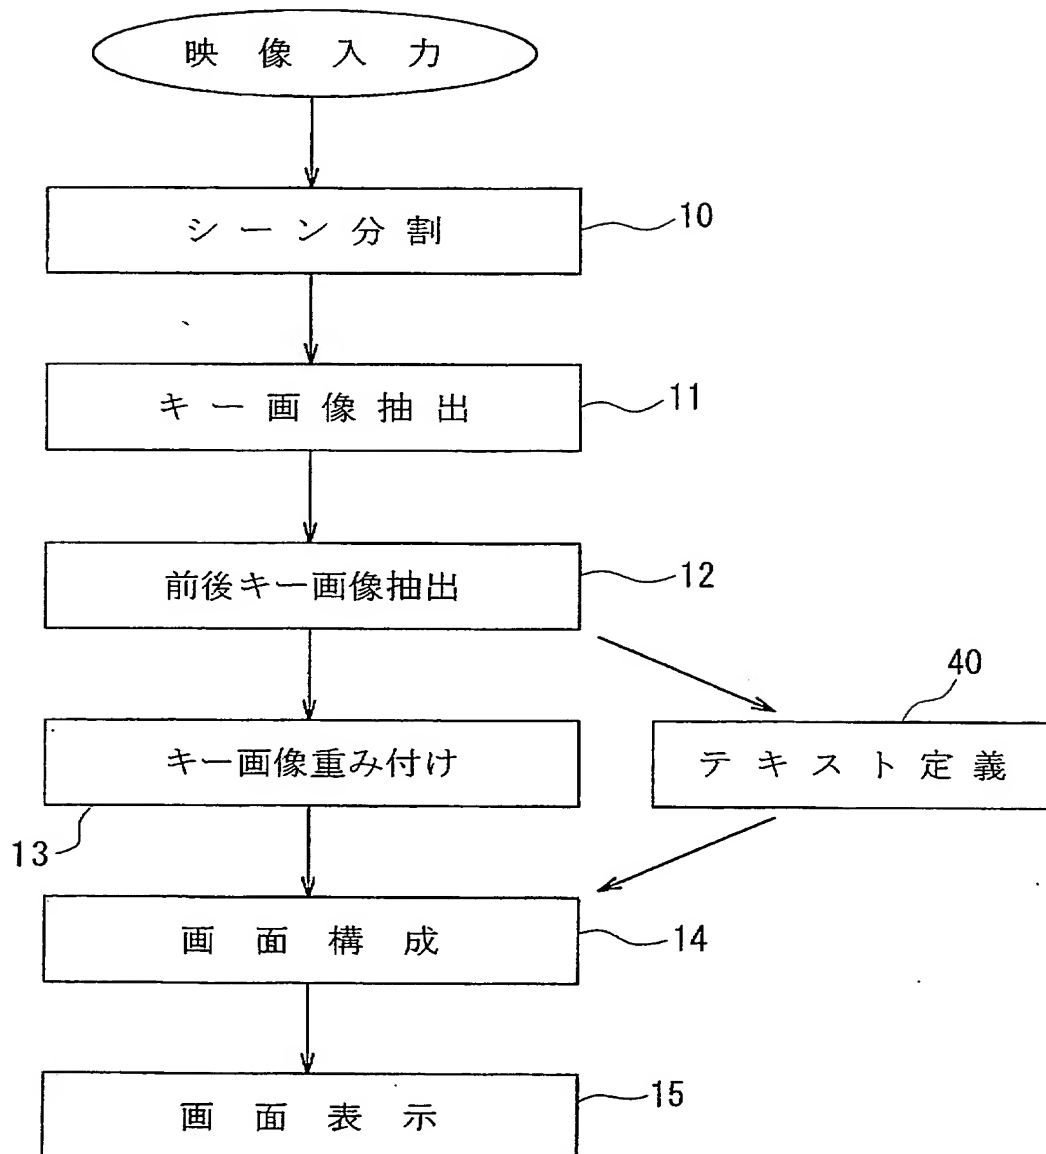 映像入力
シーン分割
10
キー画像抽出
11
前後キー画像抽出
12
40
キー画像重み付け
テキスト定義
13
画面構成
14
画面表示
15